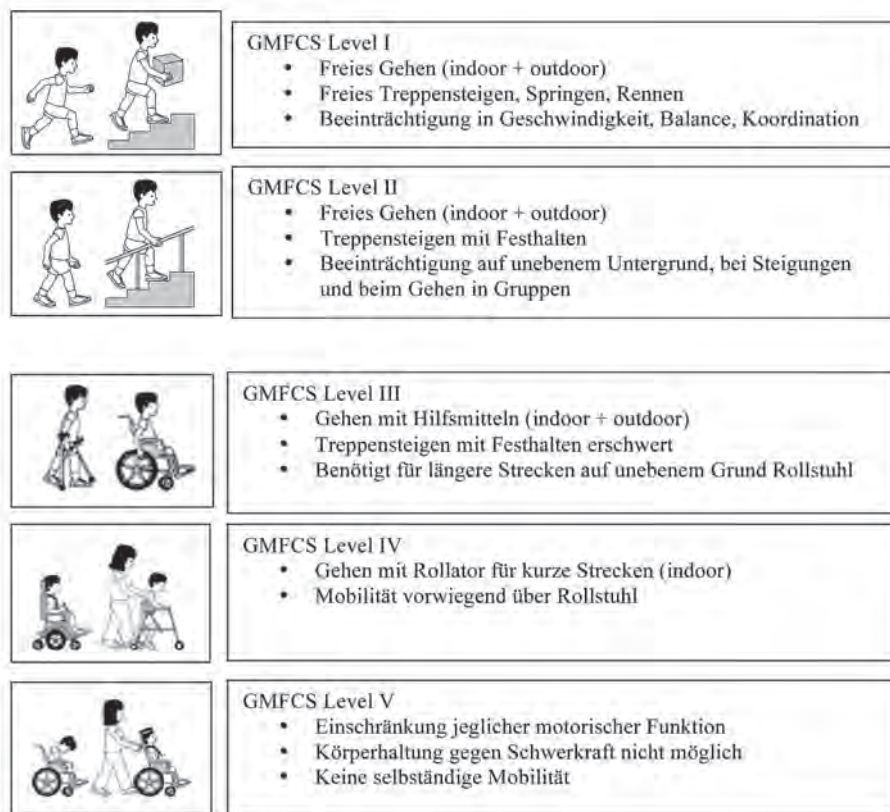 GMFCS Level I
• Freies Gehen (indoor + outdoor)
• Freies Treppensteigen, Springen, Rennen
• Beeinträchtigung in Geschwindigkeit, Balance, Koordination
GMFCS Level II
• Freies Gehen (indoor + outdoor)
• Treppensteigen mit Festhalten
• Beeinträchtigung auf unebenem Untergrund, bei Steigungen
und beim Gehen in Gruppen
GMFCS Level III
• Gehen mit Hilfsmitteln (indoor + outdoor)
• Treppensteigen mit Festhalten erschwert
• Benötigt für längere Strecken auf unebenem Grund Rollstuhl
GMFCS Level IV
• Gehen mit Rollator für kurze Strecken (indoor)
• Mobilität vorwiegend über Rollstuhl
GMFCS Level V
• Einschränkung jeglicher motorischer Funktion
• Körperhaltung gegen Schwerkraft nicht möglich
• Keine selbständige Mobilität